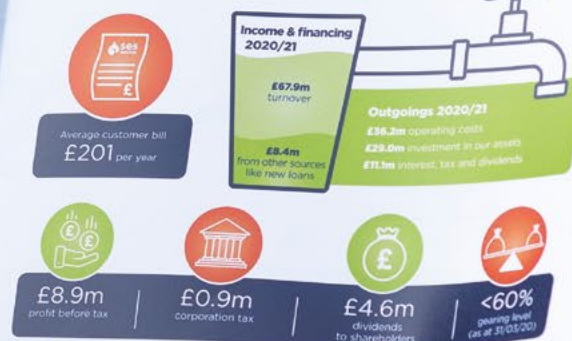 ses
£
Average customer bill
£201 per year
Income & financing
2020/21
£67.9m
turnover
£8.4m
from other sources
like new loans
Outgoings 2020/21
£36.2m operating costs
£29.0m investment in our assets
£11.1m interest, tax and dividends
£ £
£8.9m
profit before tax
£0.9m
corporation tax
£
£4.6m
dividends
to shareholders
<60%
gearing level
(as at 31/03/20)